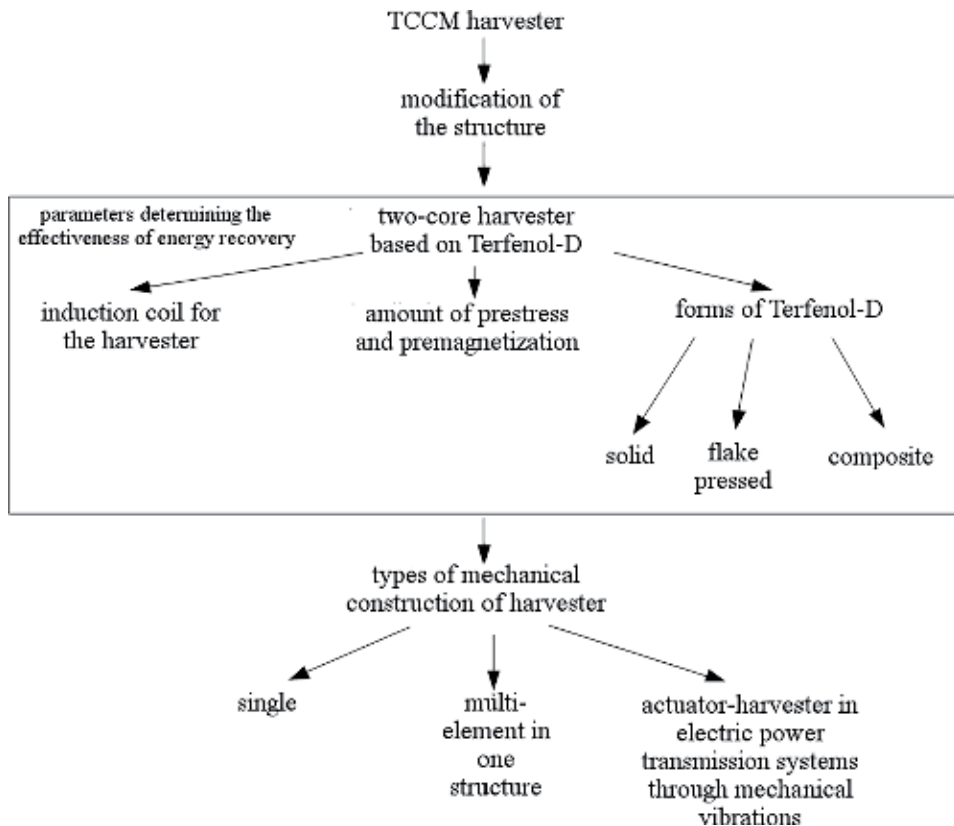 TCCM harvester
modification of
the structure
parameters determining the
effectiveness of energy recovery
two-core harvester
based on Terfenol-D
induction coil for
the harvester
amount of prestress
and premagnetization
forms of Terfenol-D
solid
flake
pressed
composite
types of mechanical
construction of harvester
single
multi-
element in
one
structure
actuator-harvester in
electric power
transmission systems
through mechanical
vibrations